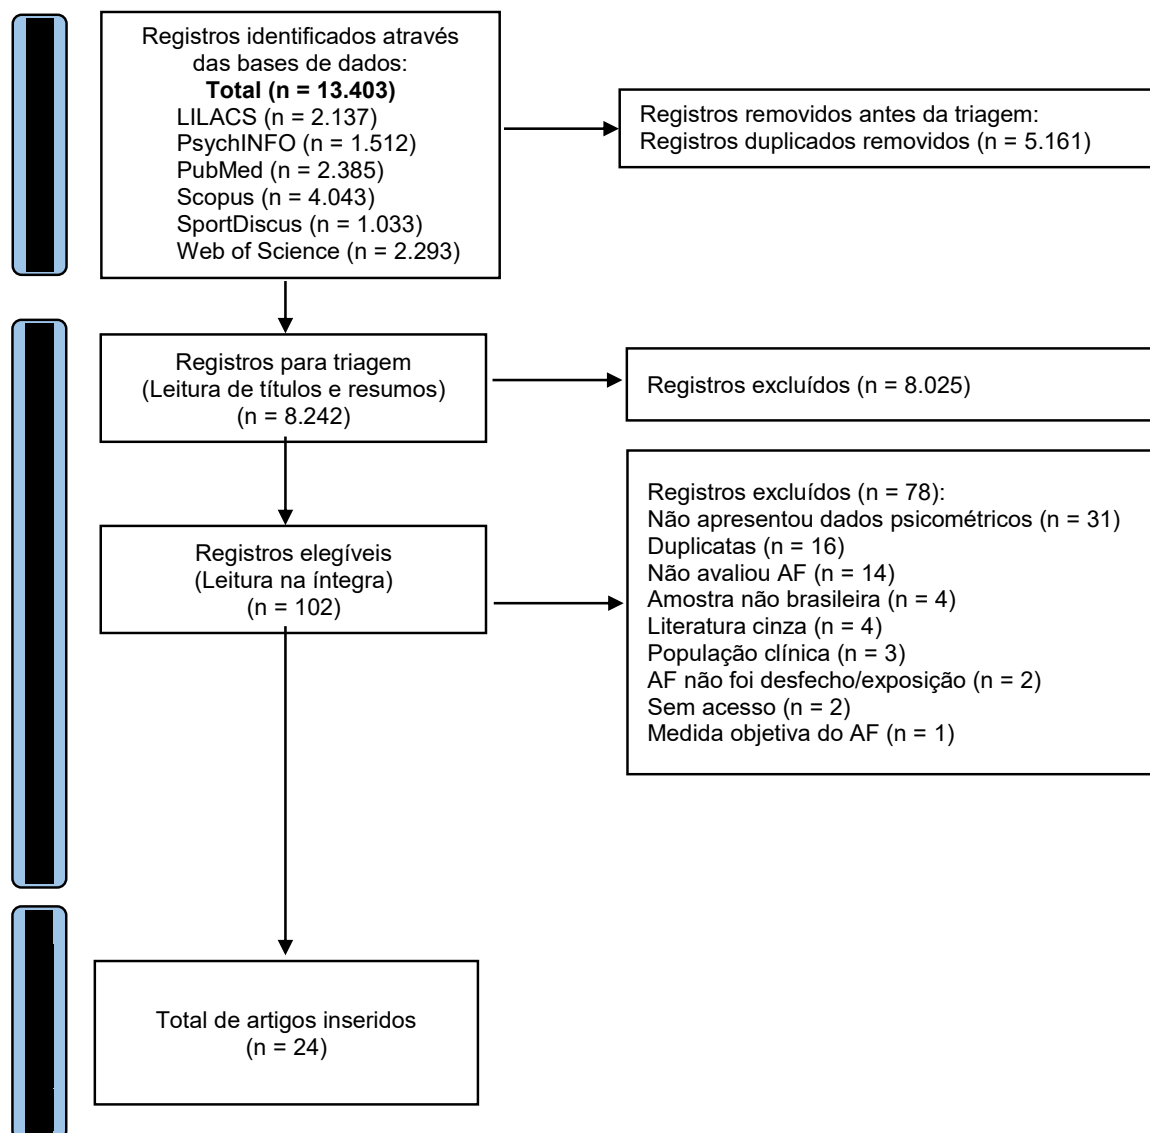 Registros identificados através
das bases de dados:
Total (n = 13.403)
LILACS (n = 2.137)
PsychINFO (n = 1.512)
PubMed (n = 2.385)
Scopus (n = 4.043)
SportDiscus (n = 1.033)
Web of Science (n = 2.293)
Registros removidos antes da triagem:
Registros duplicados removidos (n = 5.161)
Registros para triagem
(Leitura de títulos e resumos)
(n = 8.242)
Registros excluídos (n = 8.025)
Registros elegíveis
(Leitura na íntegra)
(n = 102)
Registros excluídos (n = 78):
Não apresentou dados psicométricos (n = 31)
Duplicatas (n = 16)
Não avaliou AF (n = 14)
Amostra não brasileira (n = 4)
Literatura cinza (n = 4)
População clínica (n = 3)
AF não foi desfecho/exposição (n = 2)
Sem acesso (n = 2)
Medida objetiva do AF (n = 1)
Total de artigos inseridos
(n = 24)